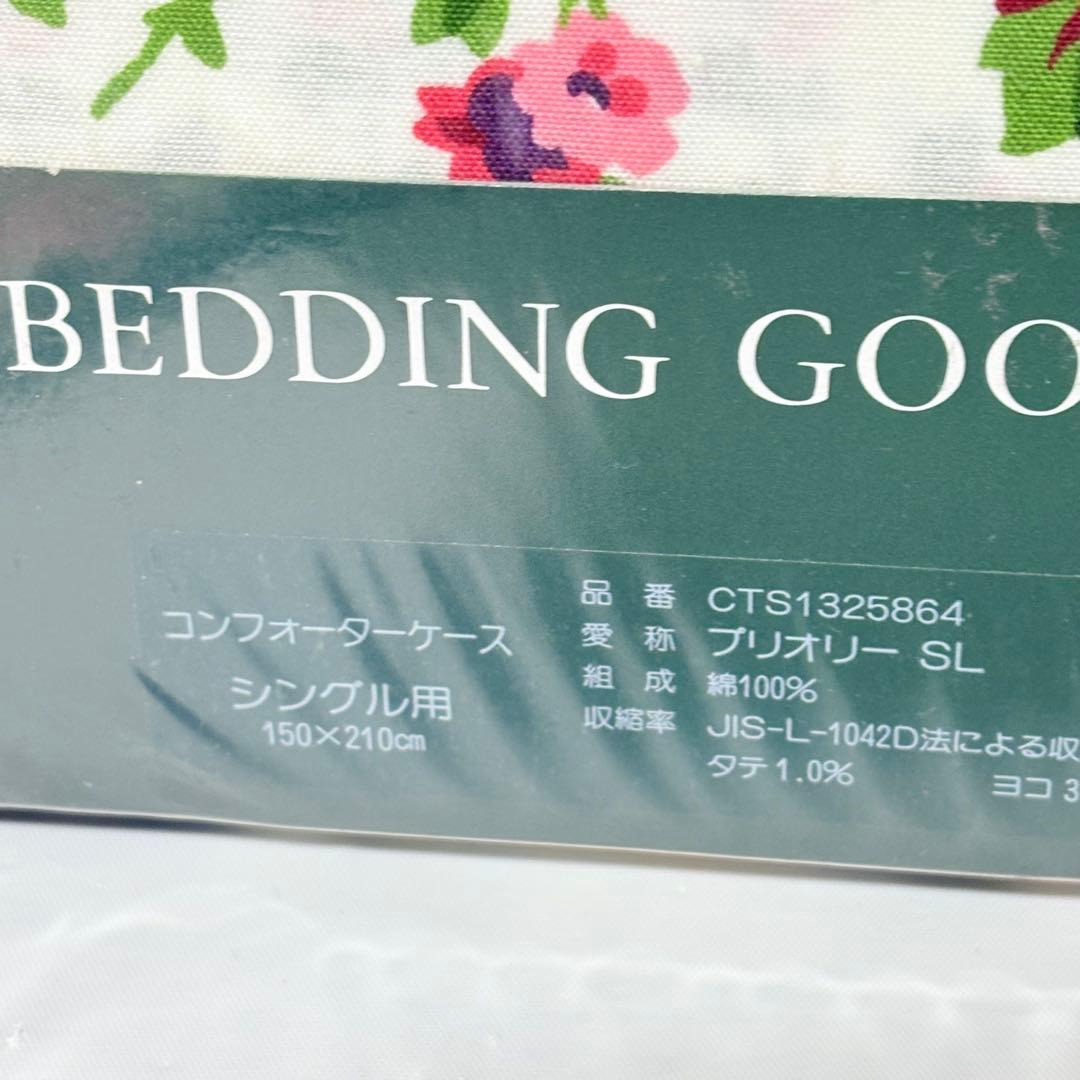 BEDDING GOO
コンフォーターケース
シングル用
150×210cm
品 番 CTS1325864
愛 称 プリオリー SL
組 成 綿100%
収縮率 JIS-L-1042D法による収
タテ1.0% ヨコ 3